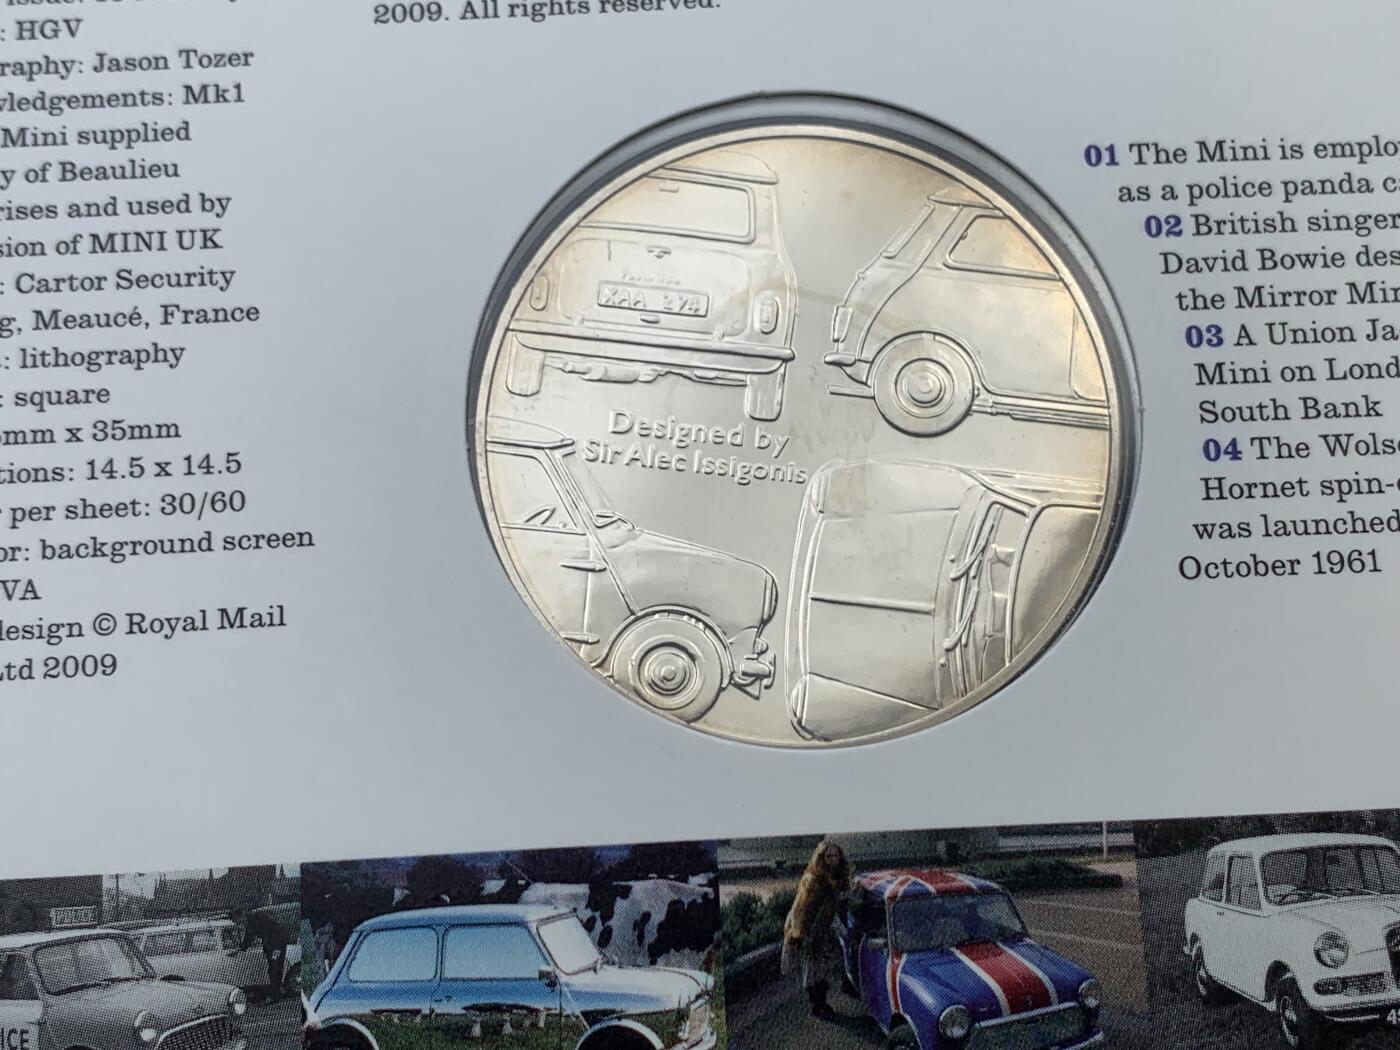 : HGV
raphy: Jason Tozer
ledgements: Mk1
Mini supplied
y of Beaulieu
rises and used by
sion of MINI UK
: Cartor Security
g, Meaucé, France
: lithography
: square
mm x 35mm
tions: 14.5 x 14.5
per sheet: 30/60
or: background screen
VA
design © Royal Mail
Ltd 2009
2009. All rights reserved.
XAA 274
Designed by
Sir Alec Issigonis
01 The Mini is emplo
as a police panda c
02 British singer
David Bowie des
the Mirror Min
03 A Union Ja
Mini on Lond
South Bank
04 The Wols
Hornet spin-
was launched
October 1961
ICE